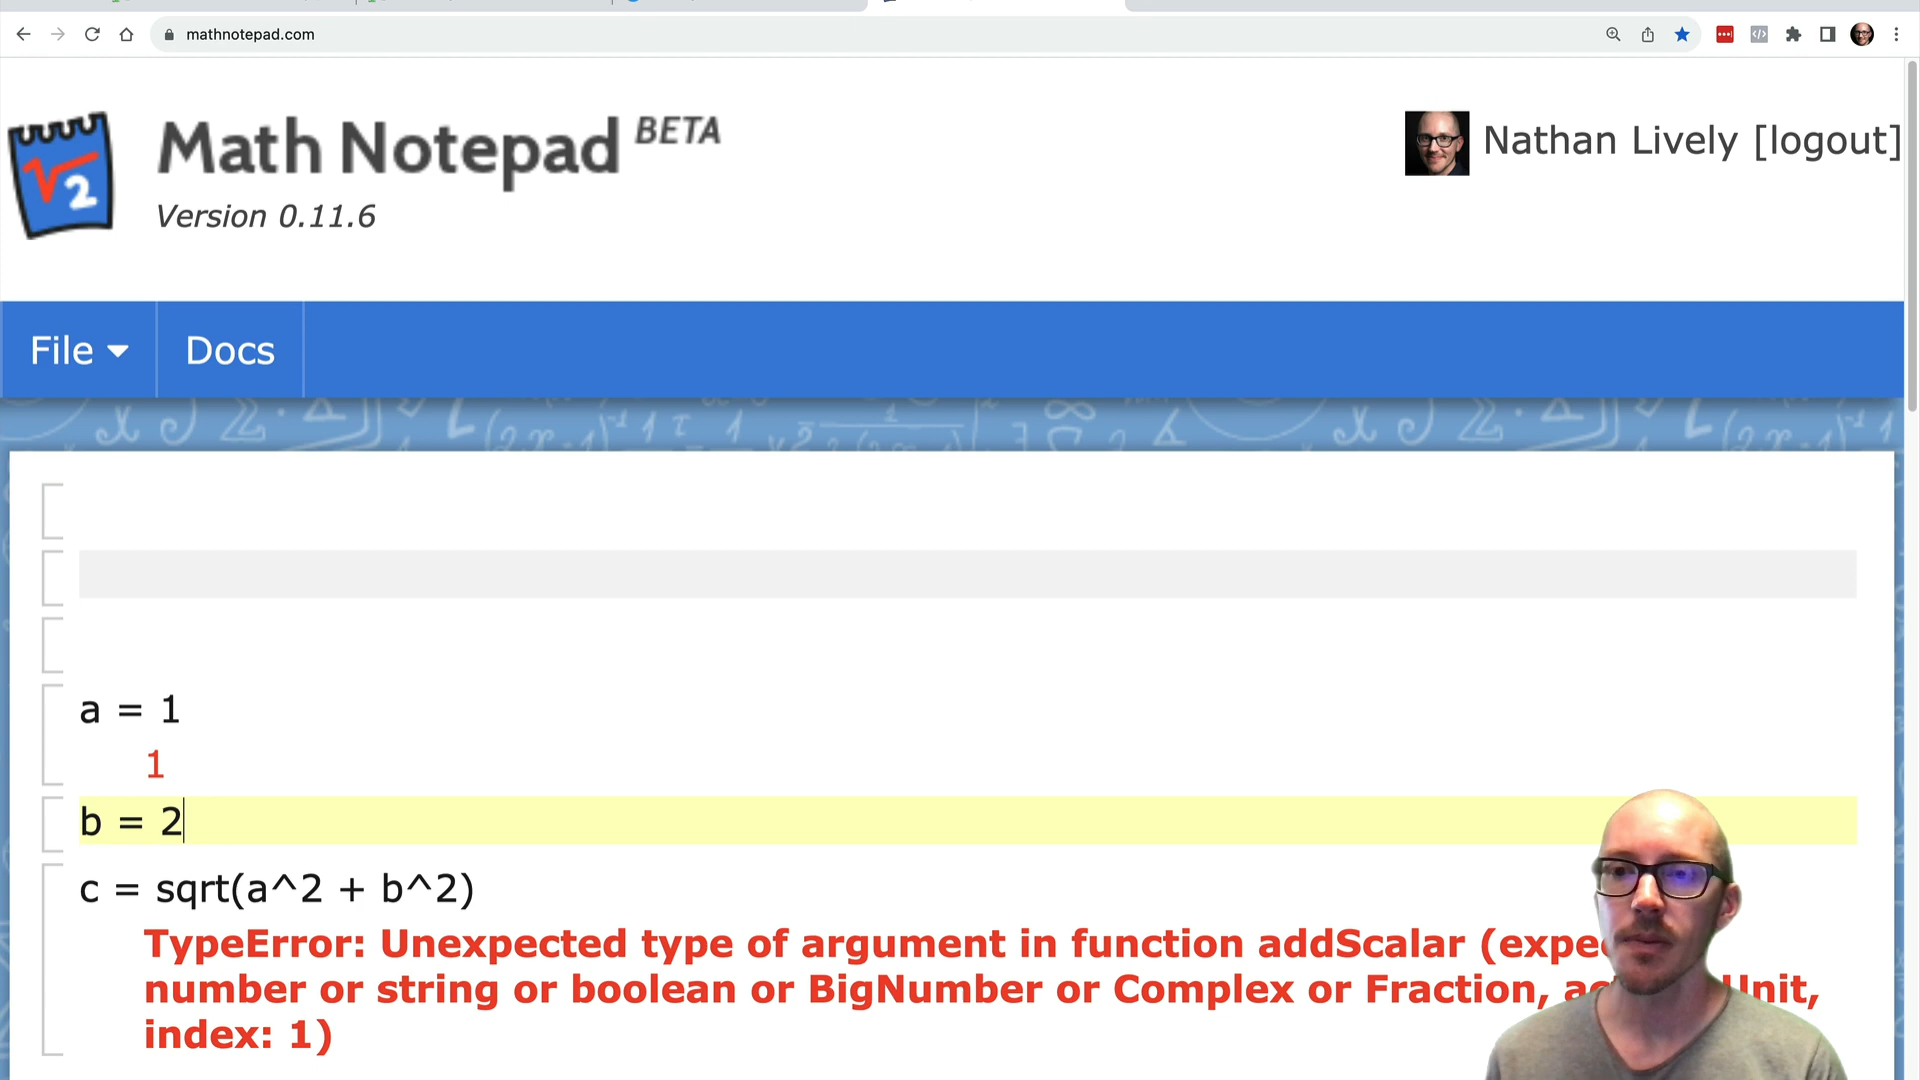 mathnotepad.com
Math Notepad BETA
Version 0.11.6
Nathan Lively [logout]
File
Docs
a = 1
1
b = 2
c = sqrt(a^2 + b^2)
TypeError: Unexpected type of argument in function addScalar
number or string or boolean or BigNumber or Complex or Fraction,
index: 1)